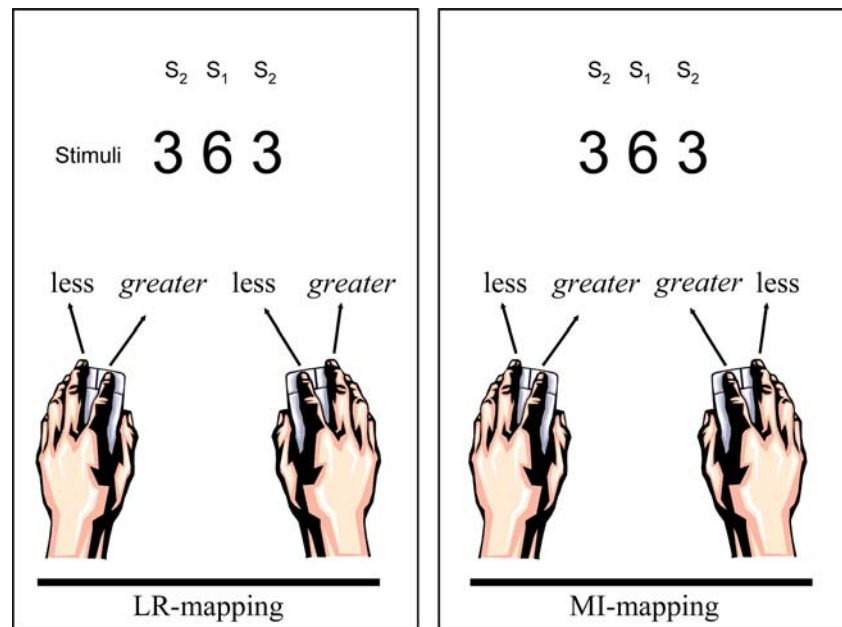 S₂ S₁ S₂
Stimuli 3 6 3
less greater less greater
LR-mapping
S₂ S₁ S₂
3 6 3
less greater greater less
MI-mapping